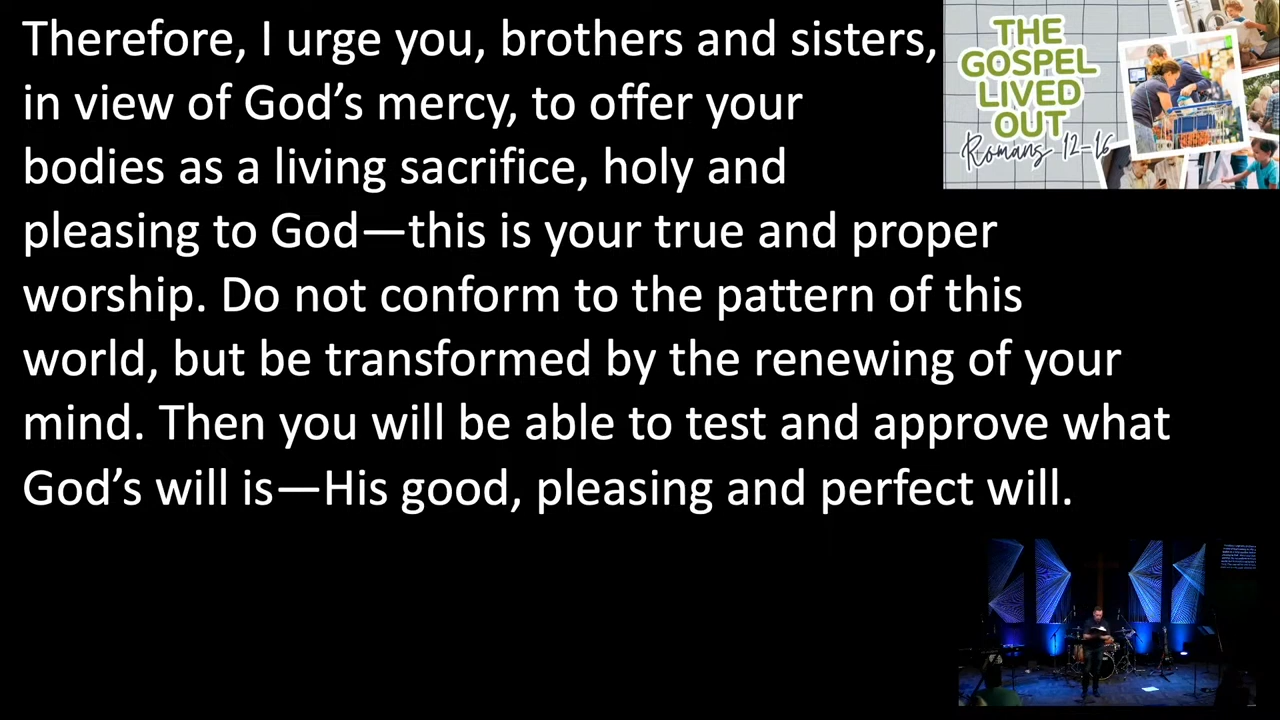 Therefore, I urge you, brothers and sisters,
in view of God’s mercy, to offer your
bodies as a living sacrifice, holy and
pleasing to God—this is your true and proper
worship. Do not conform to the pattern of this
world, but be transformed by the renewing of your
mind. Then you will be able to test and approve what
God’s will is—His good, pleasing and perfect will.
THE
GOSPEL
LIVED
OUT
Romans 12-16